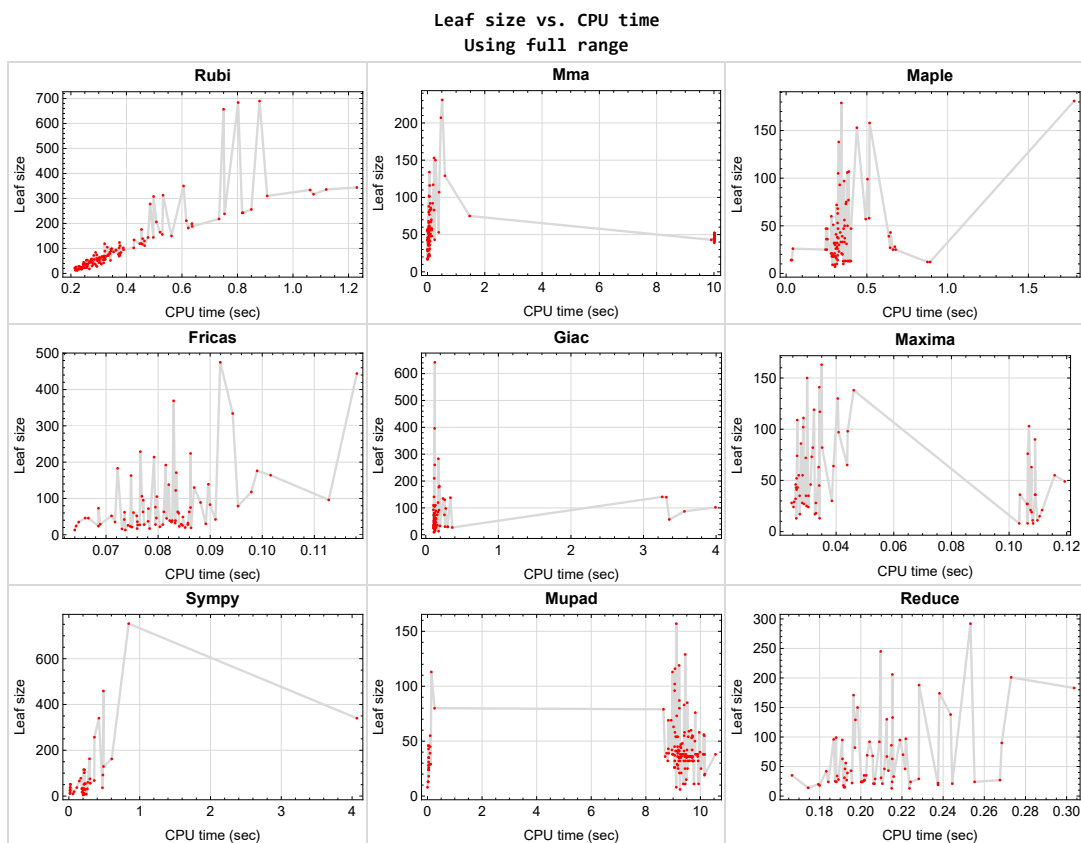 Leaf size vs. CPU time
Using full range
Rubi
Leaf size
700
600
500
400
300
200
100
0
0.2 0.4 0.6 0.8 1.0 1.2
CPU time (sec)
Mma
Leaf size
200
150
100
50
0
0 2 4 6 8 10
CPU time (sec)
Maple
Leaf size
150
100
50
0
0.0 0.5 1.0 1.5
CPU time (sec)
Fricas
Leaf size
500
400
300
200
100
0
0.07 0.08 0.09 0.10 0.11
CPU time (sec)
Giac
Leaf size
600
500
400
300
200
100
0
0 1 2 3 4
CPU time (sec)
Maxima
Leaf size
150
100
50
0
0.04 0.06 0.08 0.10 0.12
CPU time (sec)
Sympy
Leaf size
600
400
200
0
0 1 2 3 4
CPU time (sec)
Mupad
Leaf size
150
100
50
0
0 2 4 6 8 10
CPU time (sec)
Reduce
Leaf size
300
250
200
150
100
50
0
0.18 0.20 0.22 0.24 0.26 0.28 0.30
CPU time (sec)